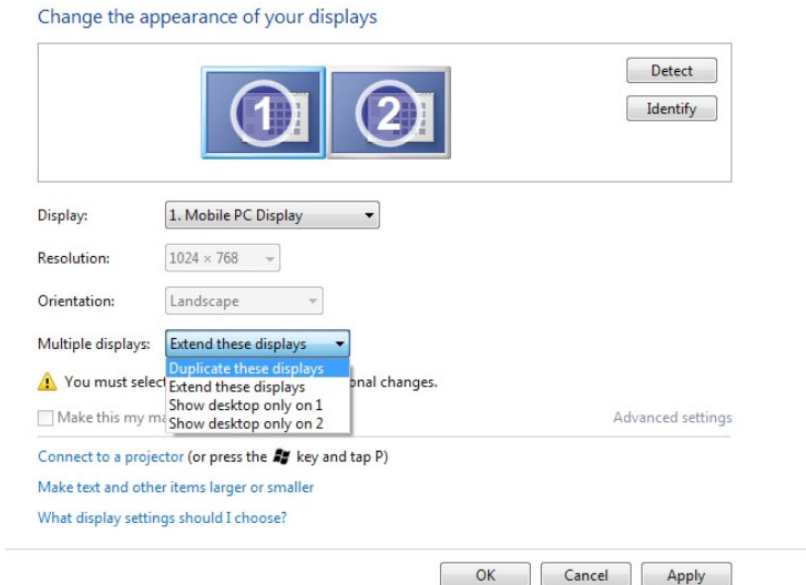 Change the appearance of your displays
1
2
Detect
Identify
Display:
1. Mobile PC Display
Resolution:
1024 × 768
Orientation:
Landscape
Multiple displays:
Extend these displays
Duplicate these displays
You must selec
onal changes.
Extend these displays
Show desktop only on 1
Make this my ma
Advanced settings
Show desktop only on 2
Connect to a projector (or press the key and tap P)
Make text and other items larger or smaller
What display settings should I choose?
OK
Cancel
Apply